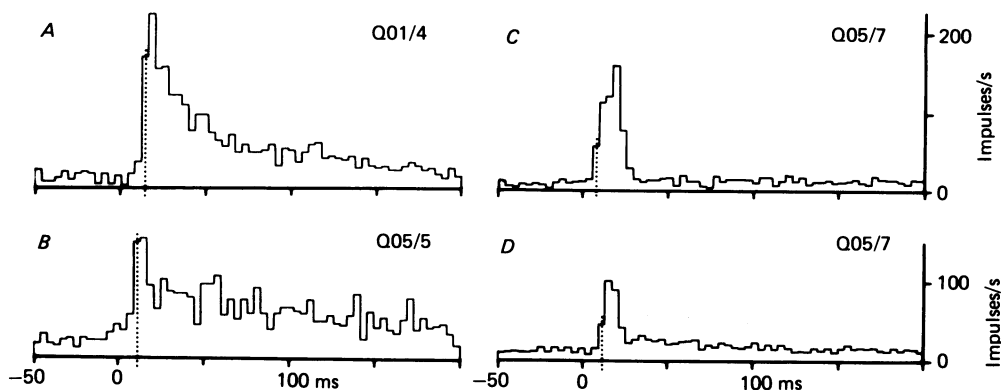 A Q01/4
C Q05/7
200
0
Impulses/s
B Q05/5
D Q05/7
100
0
Impulses/s
−50 0 100 ms
−50 0 100 ms